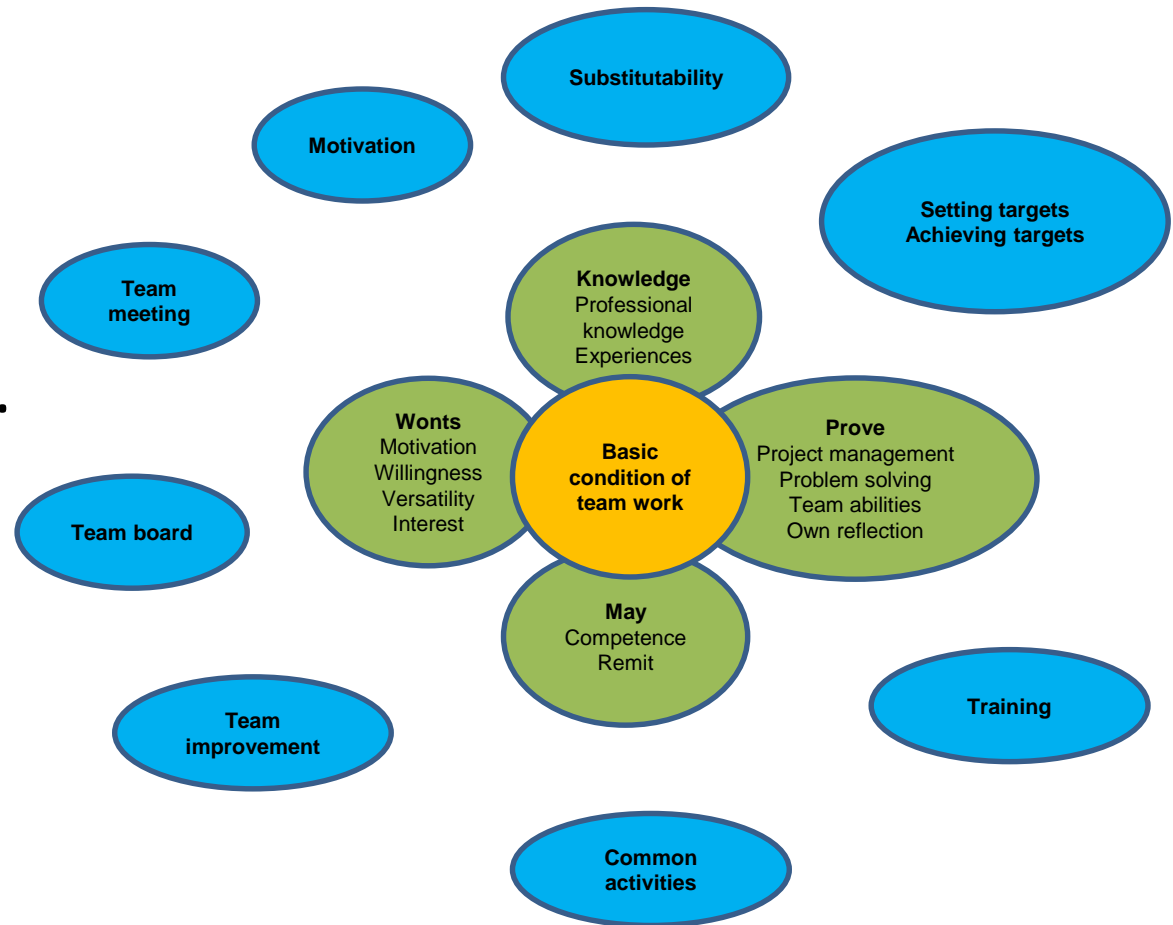 Substitutability
Motivation
Setting targets
Achieving targets
Team
meeting
Knowledge
Professional
knowledge
Experiences
Wonts
Motivation
Willingness
Versatility
Interest
Basic
condition of
team work
Prove
Project management
Problem solving
Team abilities
Own reflection
Team board
May
Competence
Remit
Training
Team
improvement
Common
activities